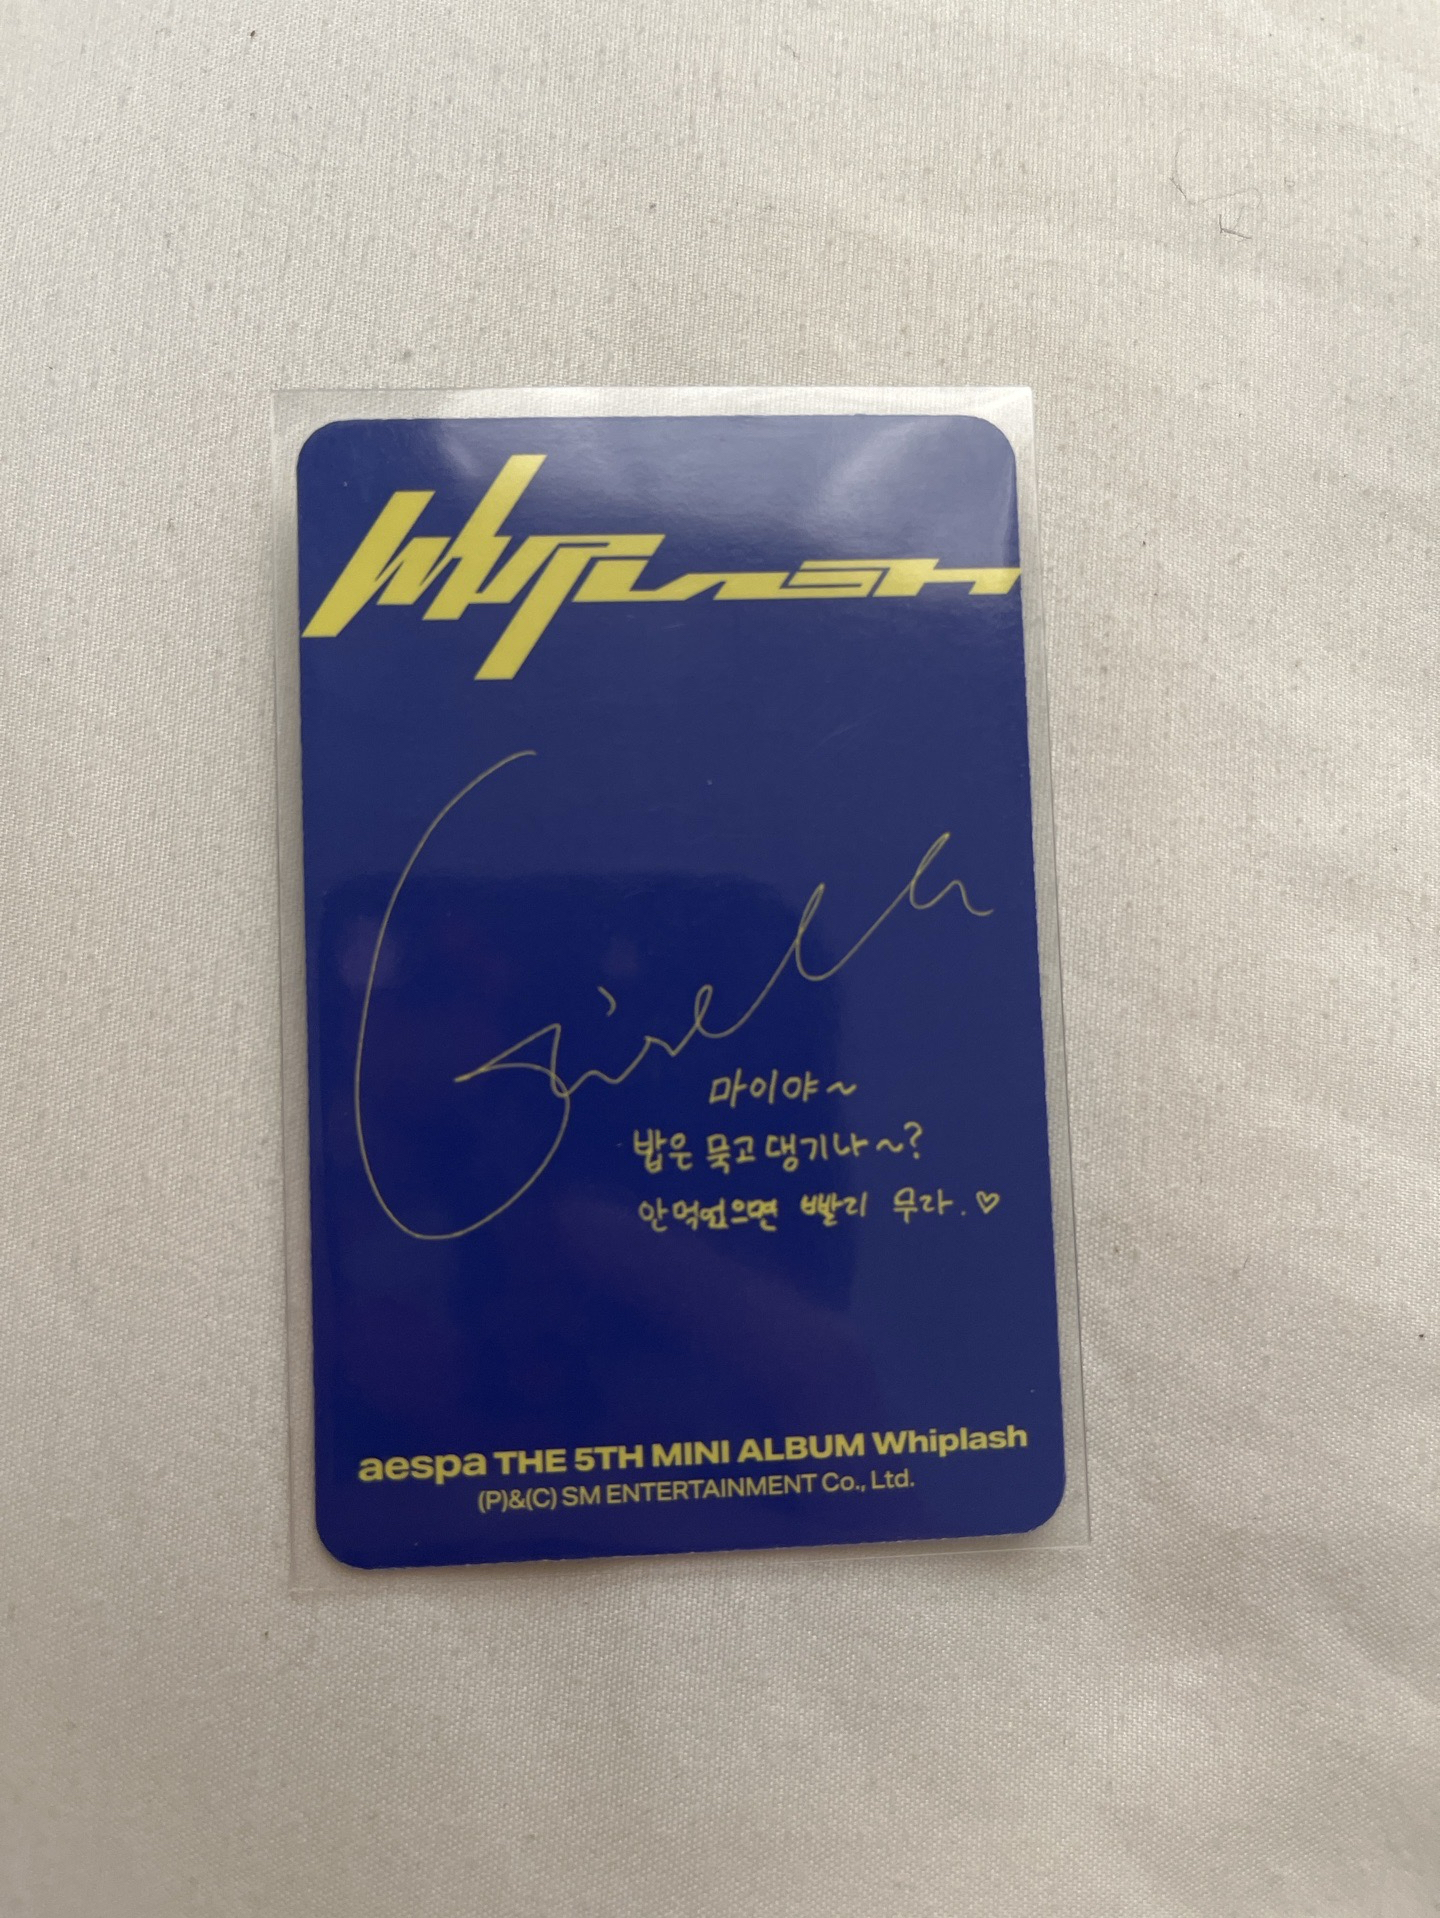 Whiplash
Giselle
마이야~
밥은 묵고 댕기나~?
안 먹었으면 빨리 무라. ♡
aespa THE 5TH MINI ALBUM Whiplash
(P)&(C) SM ENTERTAINMENT Co., Ltd.